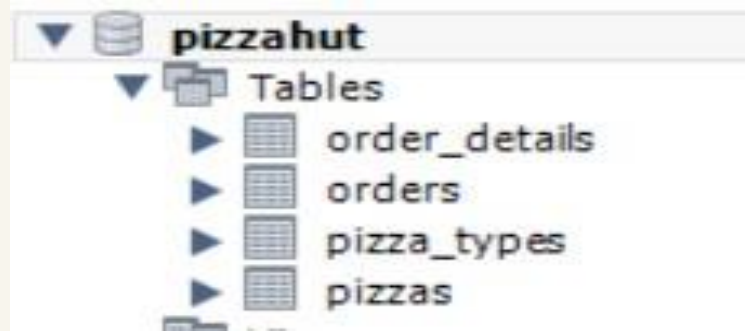 pizzahut
Tables
order_details
orders
pizza_types
pizzas